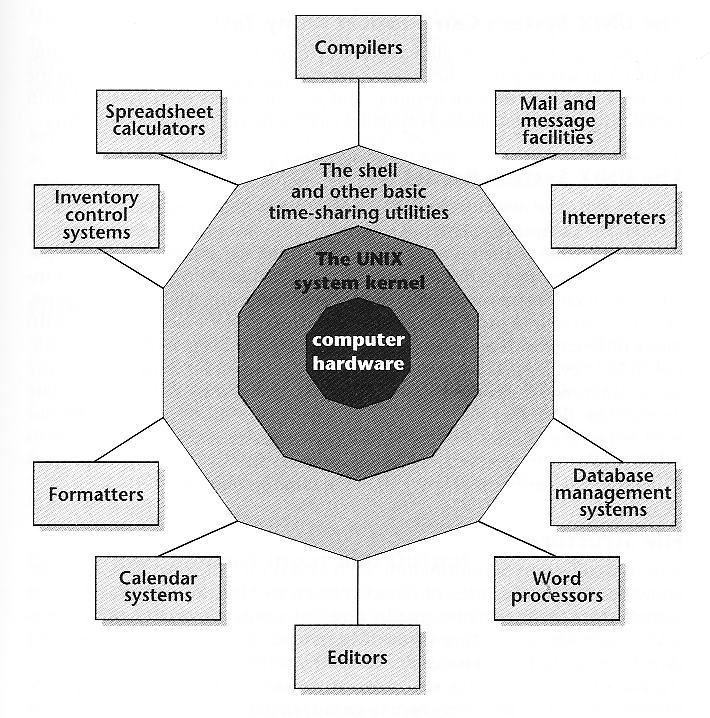 Compilers
Spreadsheet
calculators
Mail and
message
facilities
The shell
and other basic
time-sharing utilities
Inventory
control
systems
Interpreters
The UNIX
system kernel
computer
hardware
Formatters
Database
management
systems
Calendar
systems
Word
processors
Editors